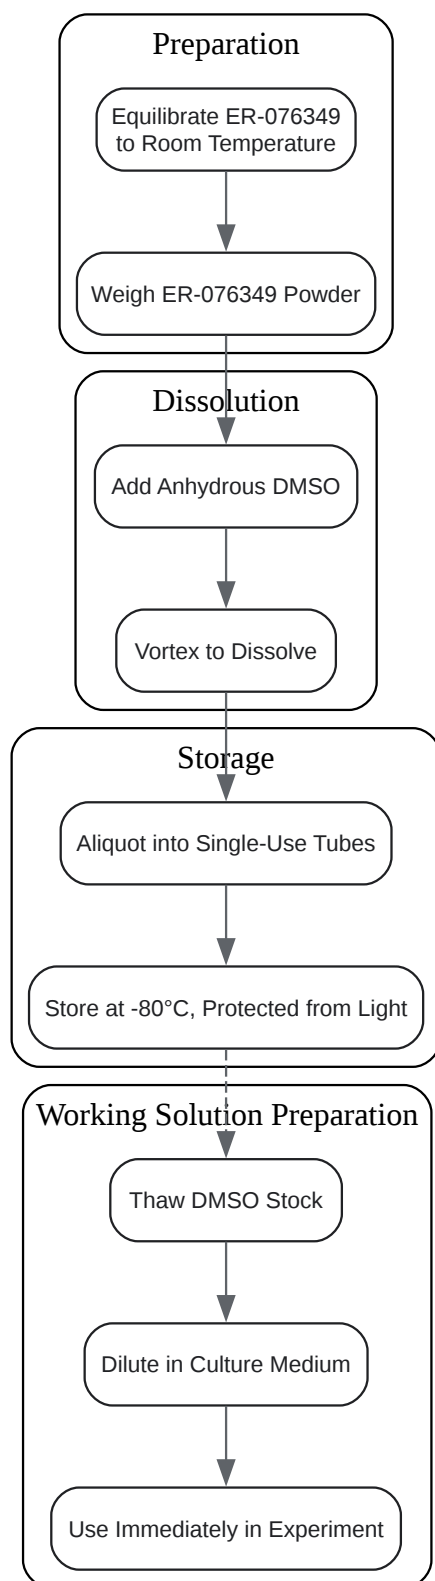 Preparation
Equilibrate ER-076349
to Room Temperature
Weigh ER-076349 Powder
Dissolution
Add Anhydrous DMSO
Vortex to Dissolve
Storage
Aliquot into Single-Use Tubes
Store at -80°C, Protected from Light
Working Solution Preparation
Thaw DMSO Stock
Dilute in Culture Medium
Use Immediately in Experiment